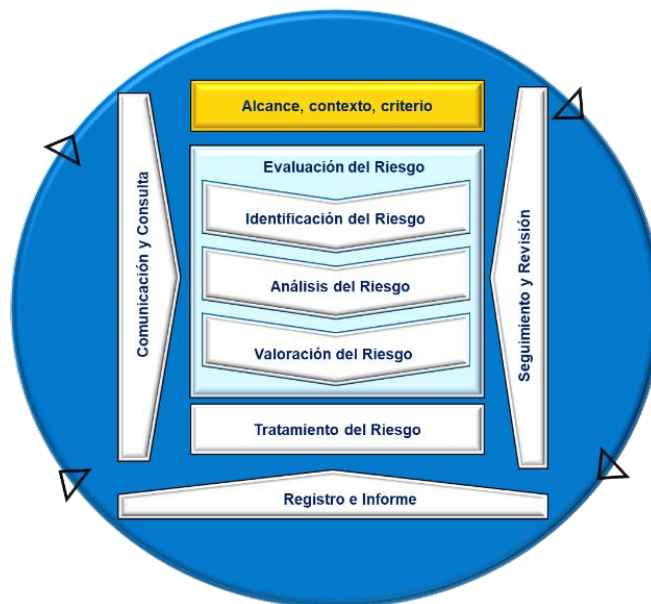 Alcance, contexto, criterio
Evaluación del Riesgo
Identificación del Riesgo
Análisis del Riesgo
Valoración del Riesgo
Tratamiento del Riesgo
Comunicación y Consulta
Seguimiento y Revisión
Registro e Informe